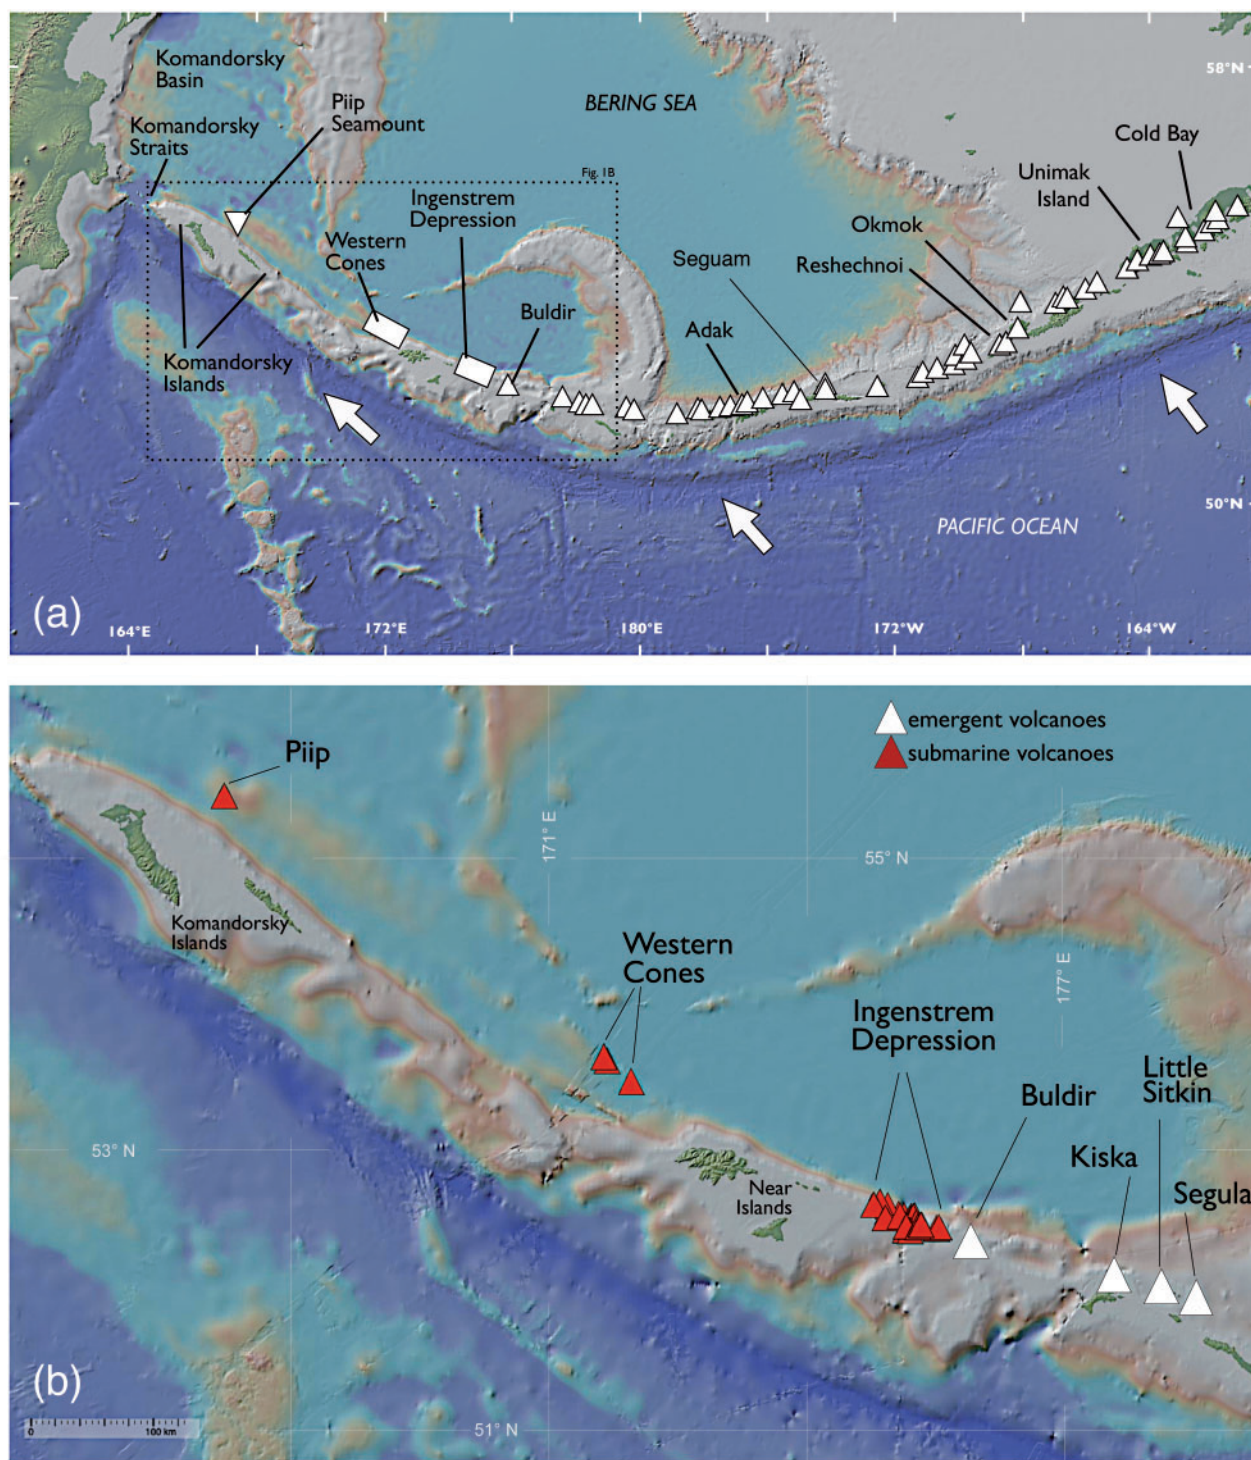 Komandorsky
Basin
Piip
Seamount
BERING SEA
58°N
Komandorsky
Straits
Cold Bay
Fig. 1B
Unimak
Island
Ingenstrem
Depression
Okmok
Western
Cones
Seguam
Reshechnoi
Buldir
Adak
Komandorsky
Islands
50°N
PACIFIC OCEAN
(a)
164°E
172°E
180°E
172°W
164°W
emergent volcanoes
submarine volcanoes
Piip
171° E
55° N
Komandorsky
Islands
Western
Cones
177° E
Ingenstrem
Depression
Little
Sitkin
Buldir
53° N
Kiska
Near
Islands
Segula
(b)
0
100 km
51° N